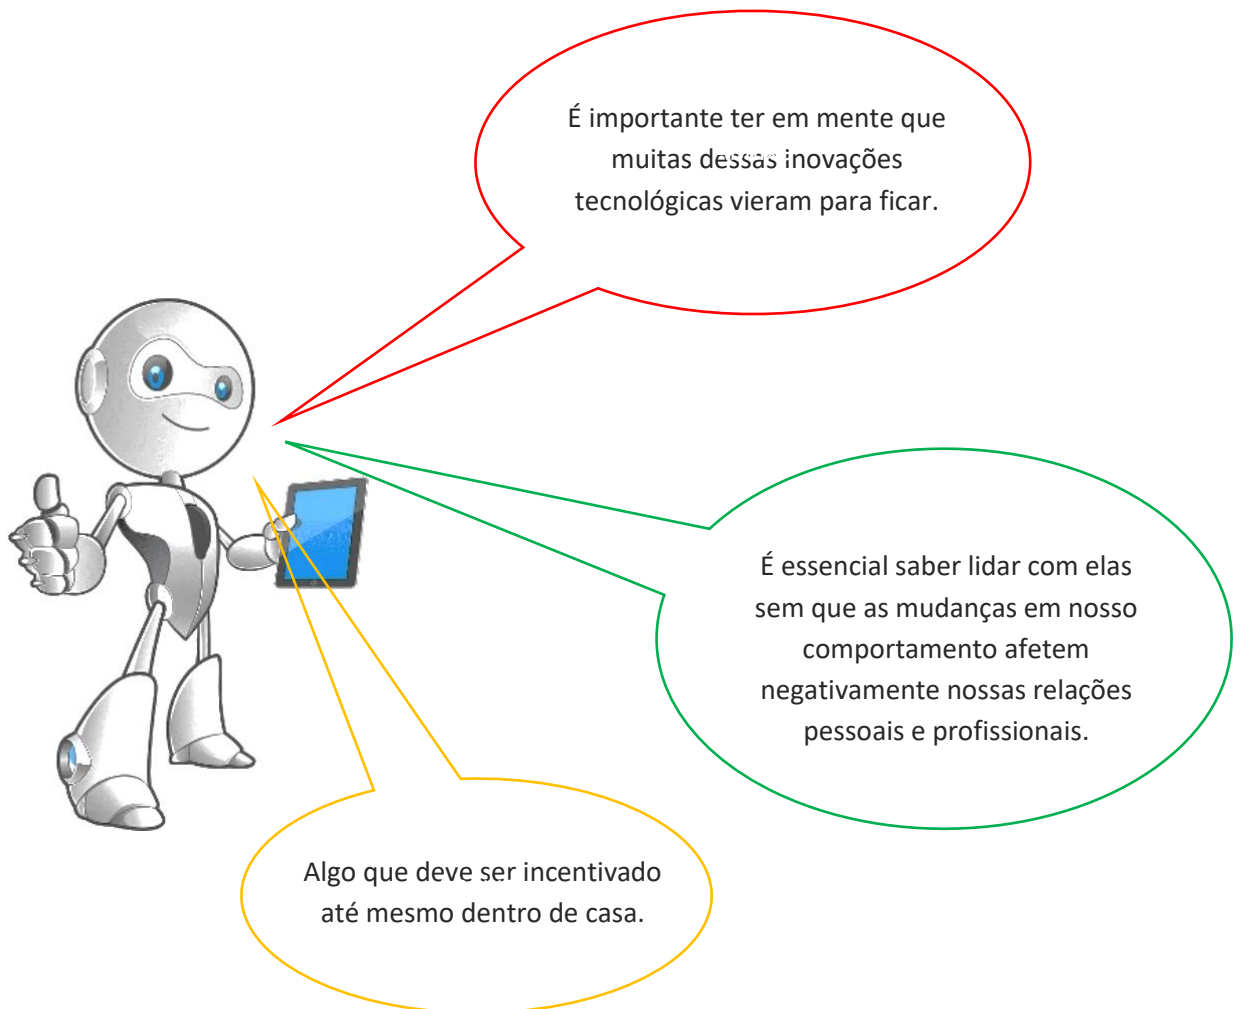 É importante ter em mente que
muitas dessas inovações
tecnológicas vieram para ficar.
É essencial saber lidar com elas
sem que as mudanças em nosso
comportamento afetem
negativamente nossas relações
pessoais e profissionais.
Algo que deve ser incentivado
até mesmo dentro de casa.